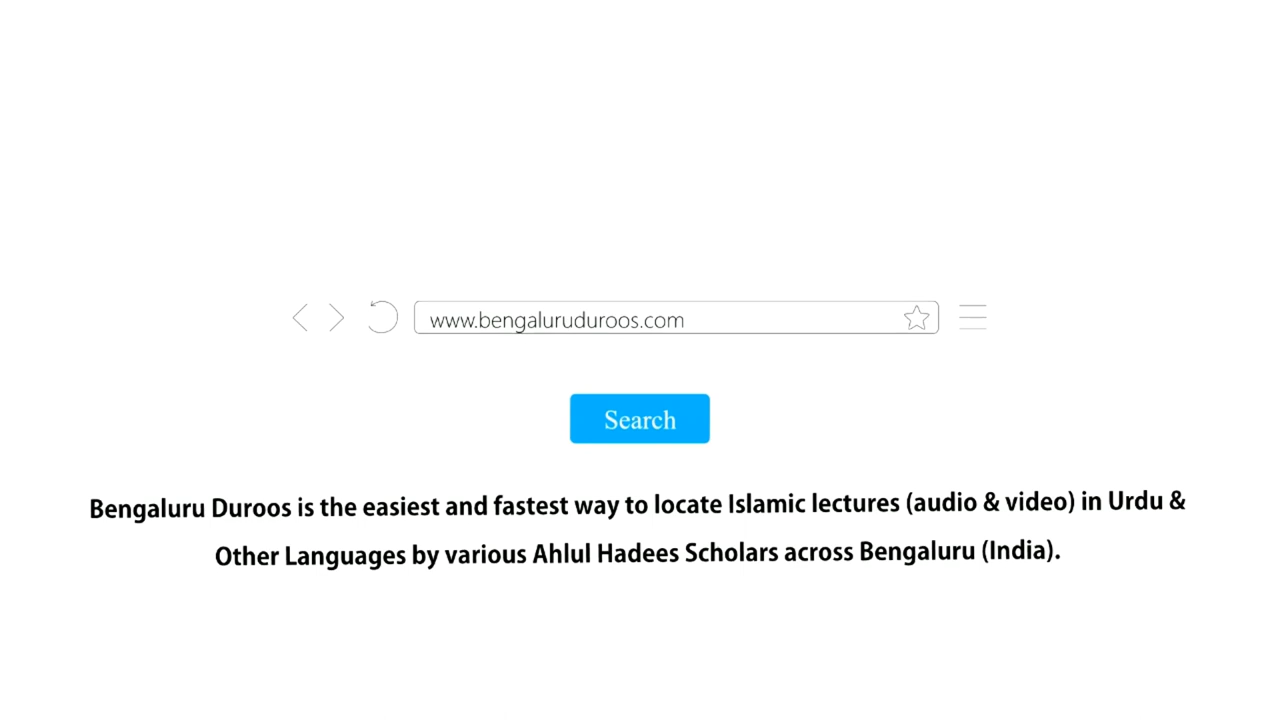 www.bengaluruduroos.com
Search
Bengaluru Duroos is the easiest and fastest way to locate Islamic lectures (audio & video) in Urdu &
Other Languages by various Ahlul Hadees Scholars across Bengaluru (India).